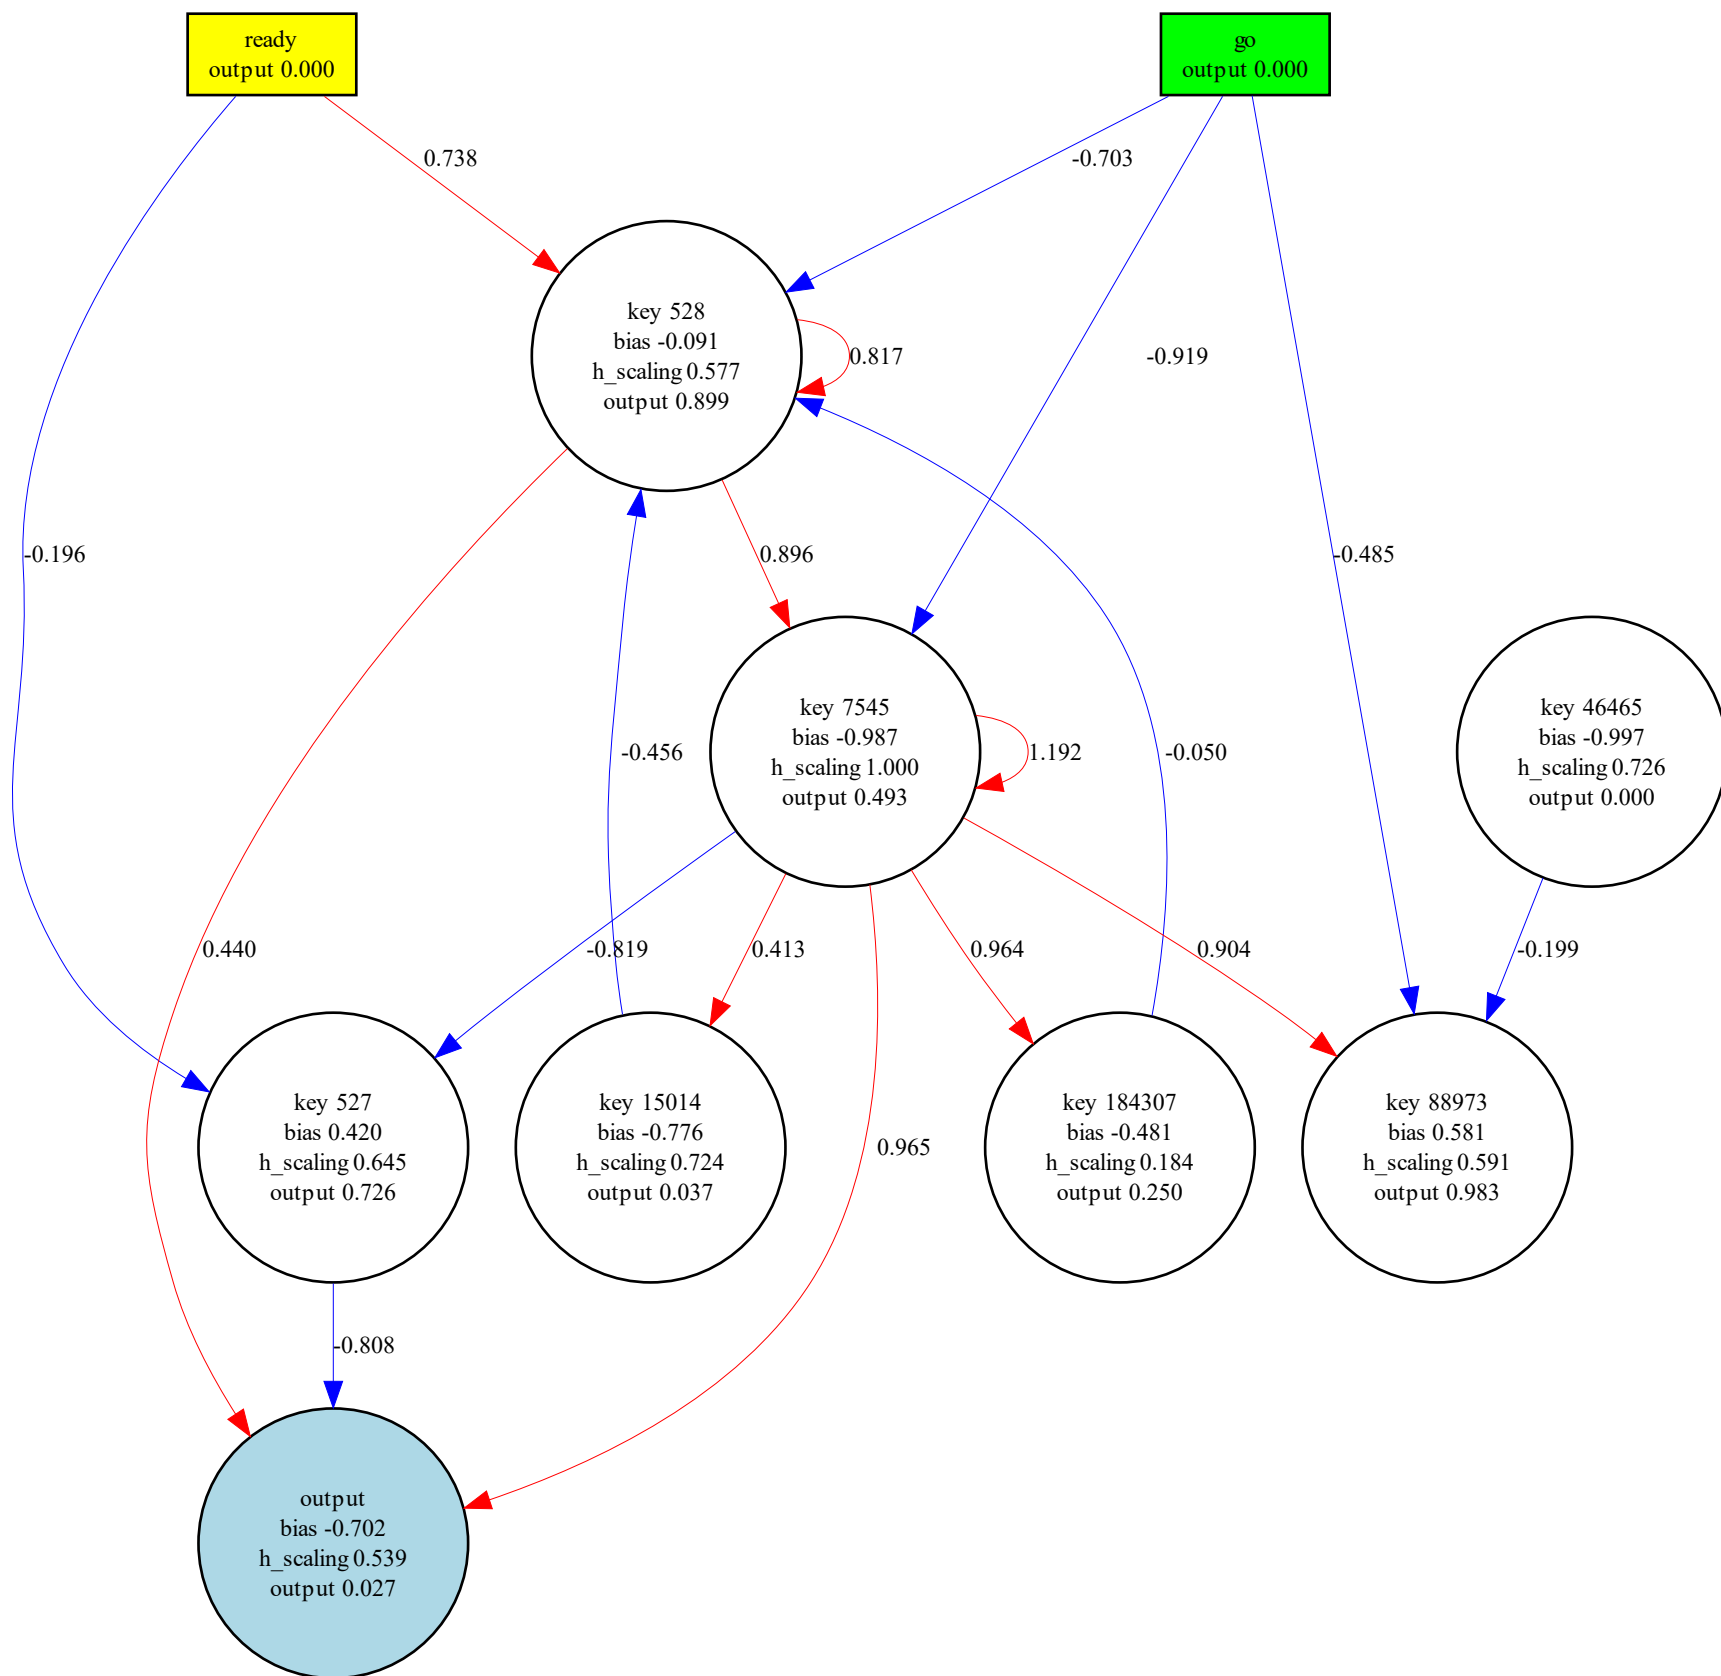 ready
output 0.000
go
output 0.000
0.738
-0.703
key 528
bias -0.091
h_scaling 0.577
output 0.899
0.817
-0.919
-0.196
0.896
-0.485
key 7545
bias -0.987
h_scaling 1.000
output 0.493
1.192
-0.456
-0.050
key 46465
bias -0.997
h_scaling 0.726
output 0.000
0.440
-0.819
0.413
0.964
0.904
-0.199
key 527
bias 0.420
h_scaling 0.645
output 0.726
key 15014
bias -0.776
h_scaling 0.724
output 0.037
0.965
key 184307
bias -0.481
h_scaling 0.184
output 0.250
key 88973
bias 0.581
h_scaling 0.591
output 0.983
-0.808
output
bias -0.702
h_scaling 0.539
output 0.027